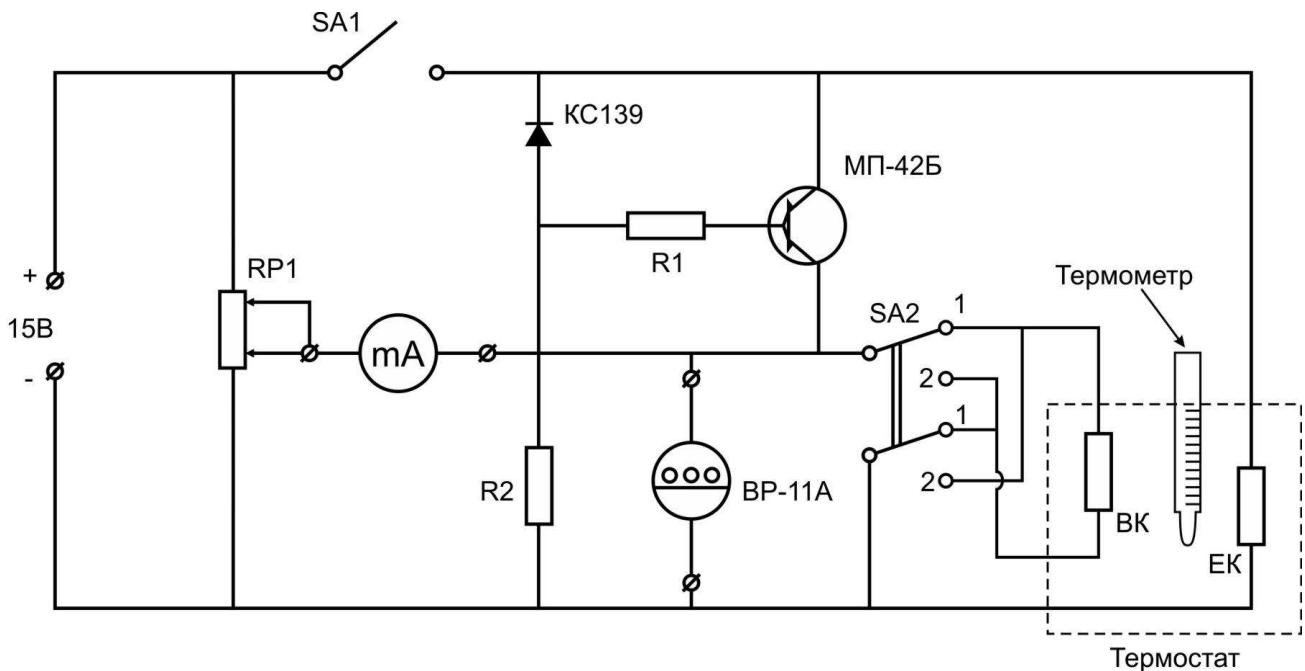 SA1
КС139
МП-42Б
+
RP1
R1
Термометр
15В
SA2
1
-
mA
2
1
R2
ВР-11А
2
ВК
ЕК
Термостат